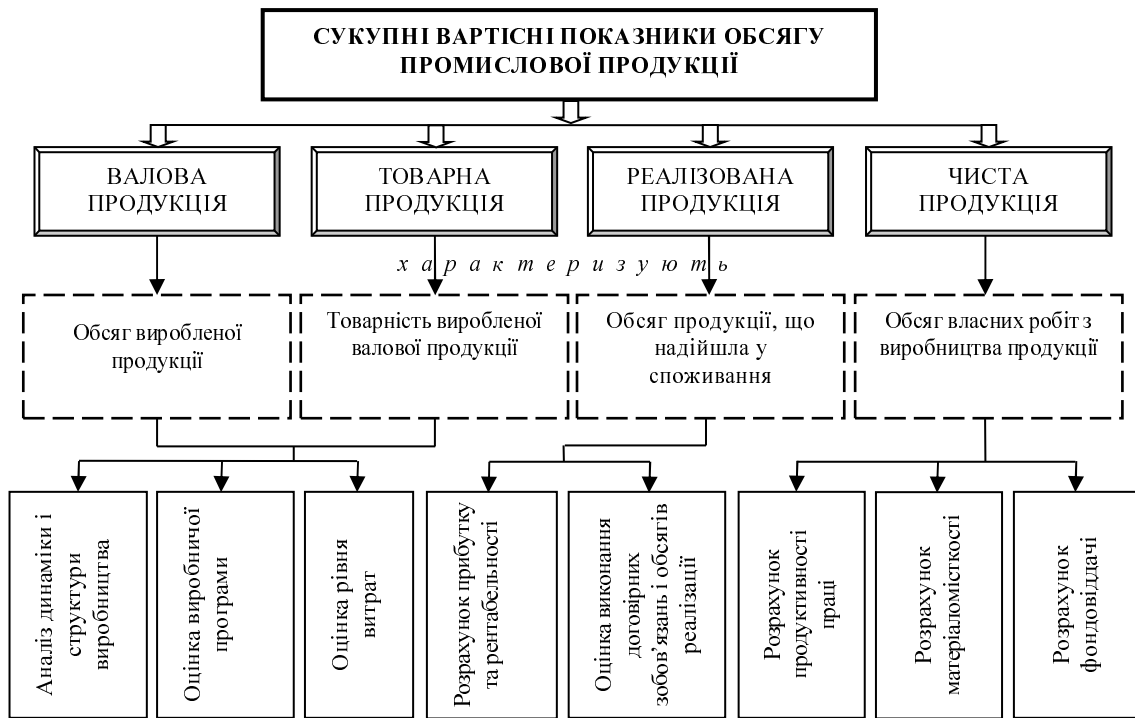 СУКУПНІ ВАРТІСНІ ПОКАЗНИКИ ОБСЯГУ
ПРОМИСЛОВОЇ ПРОДУКЦІЇ
ВАЛОВА
ПРОДУКЦІЯ
ТОВАРНА
ПРОДУКЦІЯ
РЕАЛІЗОВАНА
ПРОДУКЦІЯ
ЧИСТА
ПРОДУКЦІЯ
характеризують
Обсяг виробленої
продукції
Товарність виробленої
валової продукції
Обсяг продукції, що
надійшла у
споживання
Обсяг власних робіт з
виробництва продукції
Аналіз динаміки і
структури
виробництва
Оцінка виробничої
програми
Оцінка рівня
витрат
Розрахунок прибутку
та рентабельності
Оцінка виконання
договірних
зобов’язань і обсягів
реалізації
Розрахунок
продуктивності
праці
Розрахунок
матеріаломісткості
Розрахунок
фондовіддачі